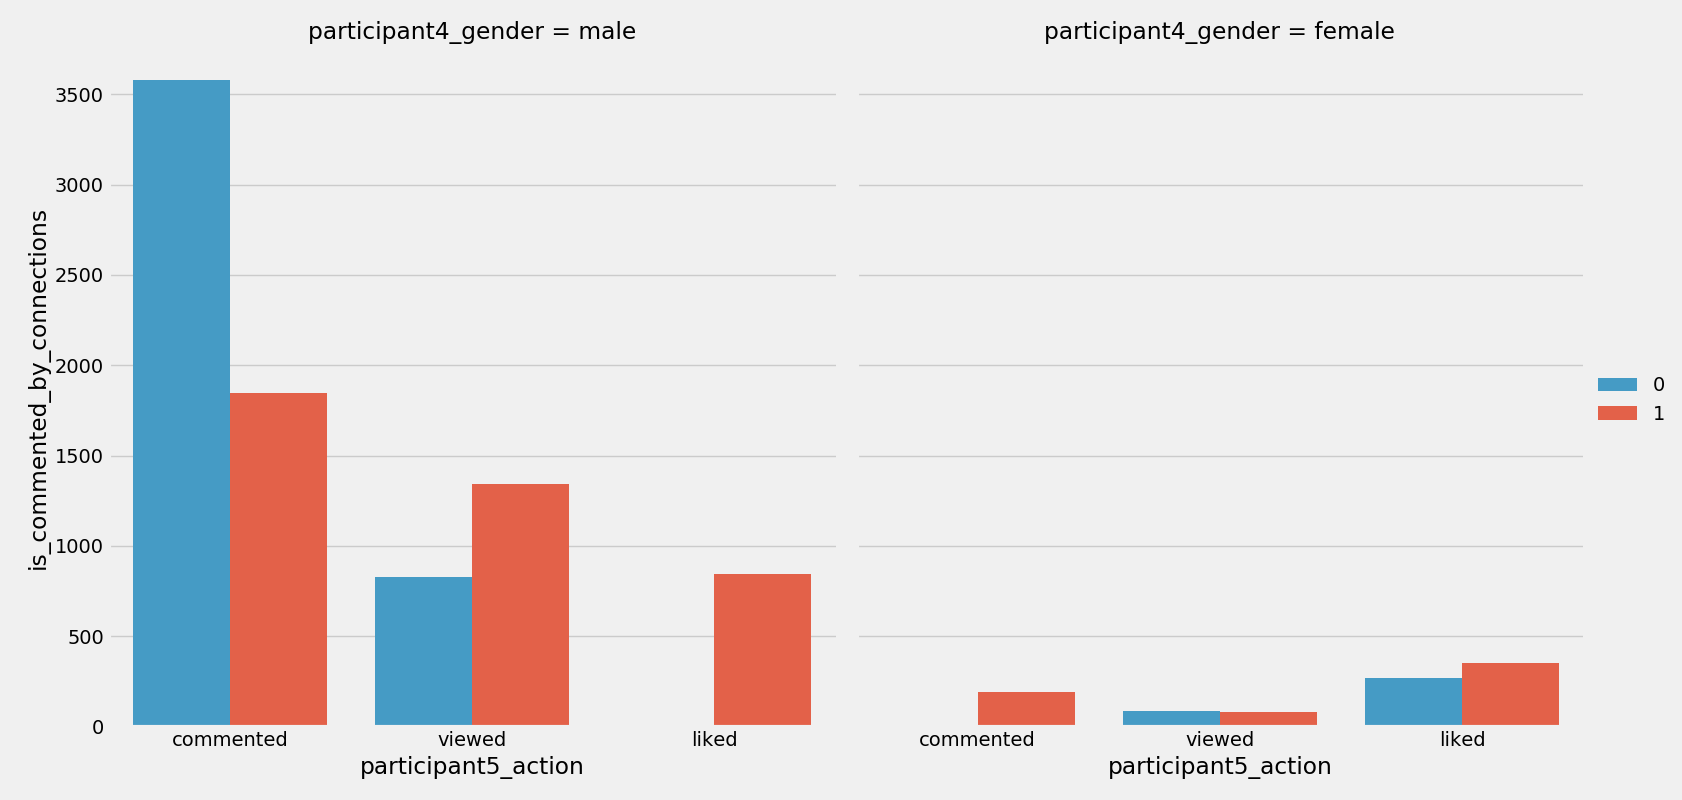 participant4_gender = male
participant4_gender = female
is_commented_by_connections
3500
3000
2500
2000
1500
1000
500
0
commented viewed liked
commented viewed liked
participant5_action
participant5_action
0
1